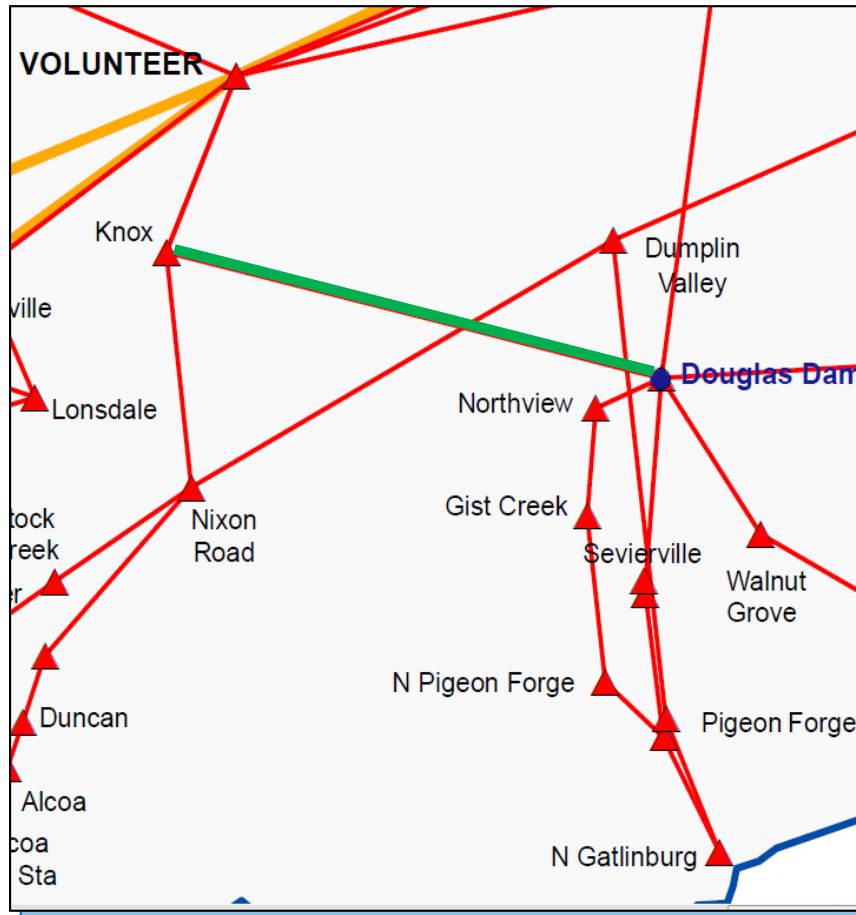 VOLUNTEER
Knox
Dumplin
Valley
ville
Douglas Dam
Lonsdale
Northview
Gist Creek
tock
reek
Nixon
Road
Sevierville
er
Walnut
Grove
N Pigeon Forge
Duncan
Pigeon Forge
Alcoa
coa
Sta
N Gatlinburg